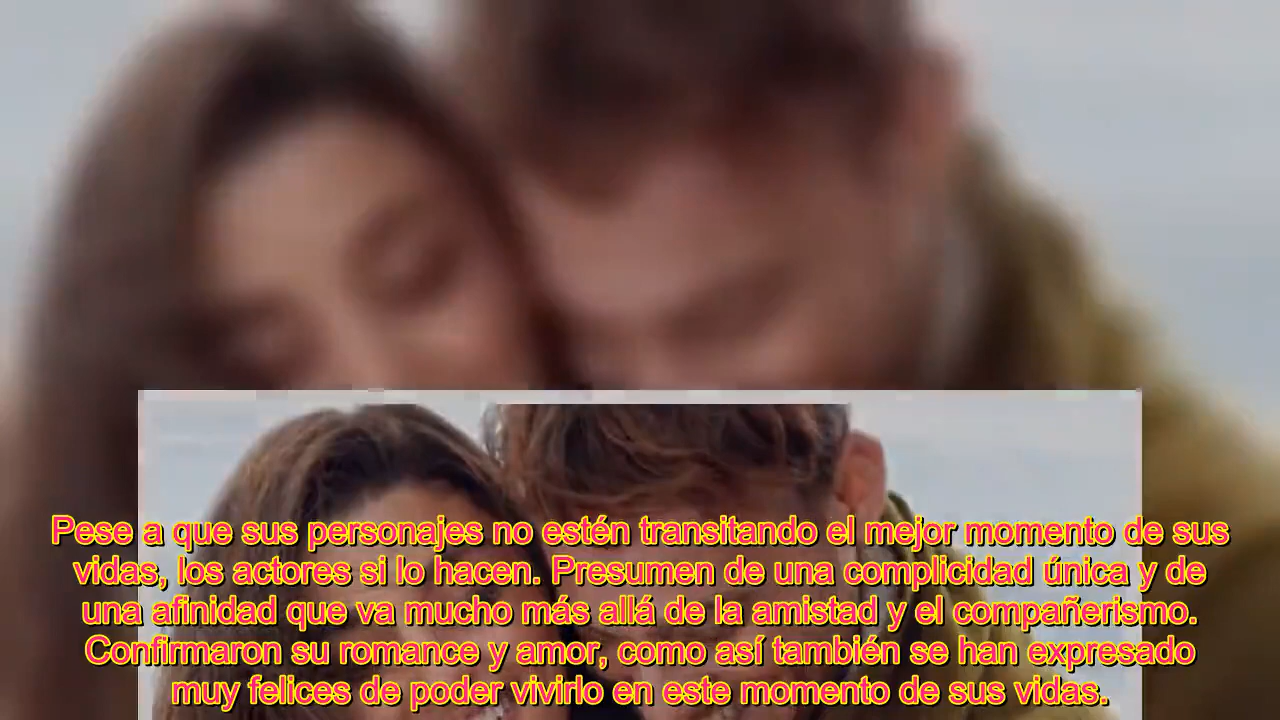 Pese a que sus personajes no estén transitando el mejor momento de sus
vidas, los actores si lo hacen. Presumen de una complicidad única y de
una afinidad que va mucho más allá de la amistad y el compañerismo.
Confirmaron su romance y amor, como así también se han expresado
muy felices de poder vivirlo en este momento de sus vidas.